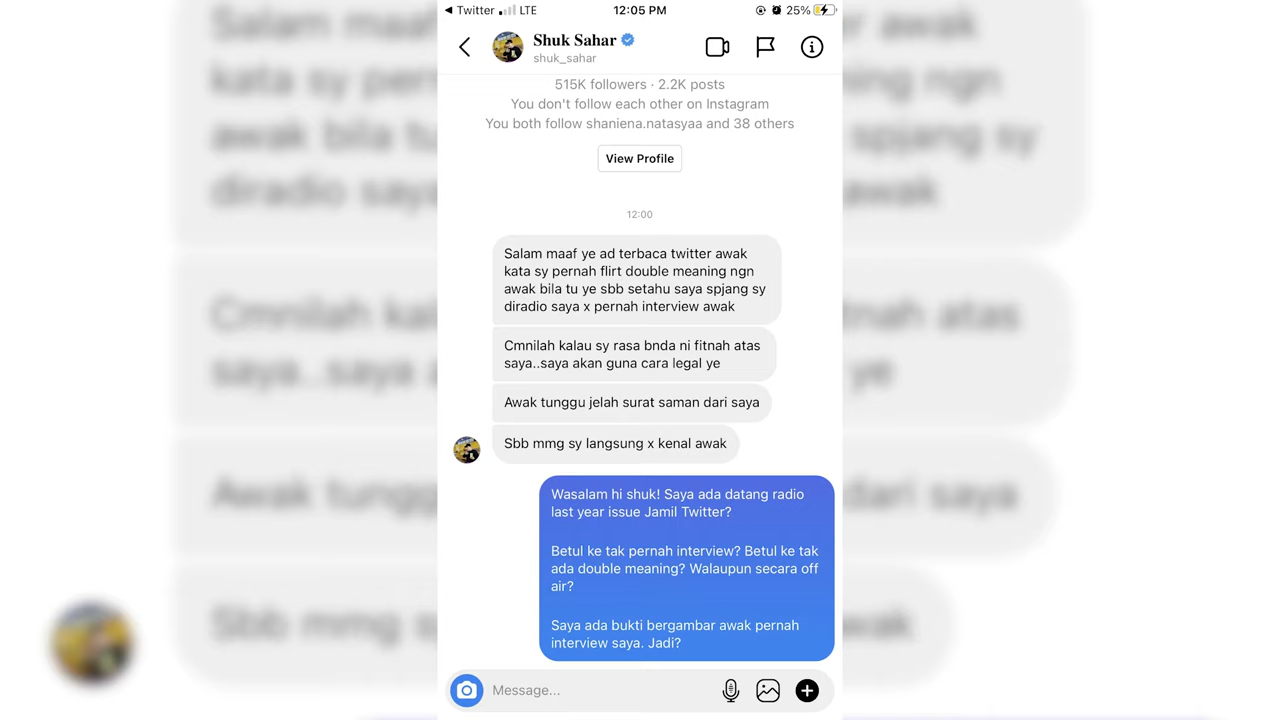 Twitter LTE 12:05 PM 25%
Shuk Sahar
shuk_sahar
515K followers · 2.2K posts
You don't follow each other on Instagram
You both follow shaniena.natasyaa and 38 others
View Profile
12:00
Salam maaf ye ad terbaca twitter awak
kata sy pernah flirt double meaning ngn
awak bila tu ye sbb setahu saya spjang sy
diradio saya x pernah interview awak
Cmnilah kalau sy rasa bnda ni fitnah atas
saya..saya akan guna cara legal ye
Awak tunggu jelah surat saman dari saya
Sbb mmg sy langsung x kenal awak
Wasalam hi shuk! Saya ada datang radio
last year issue Jamil Twitter?
Betul ke tak pernah interview? Betul ke tak
ada double meaning? Walaupun secara off
air?
Saya ada bukti bergambar awak pernah
interview saya. Jadi?
Message...